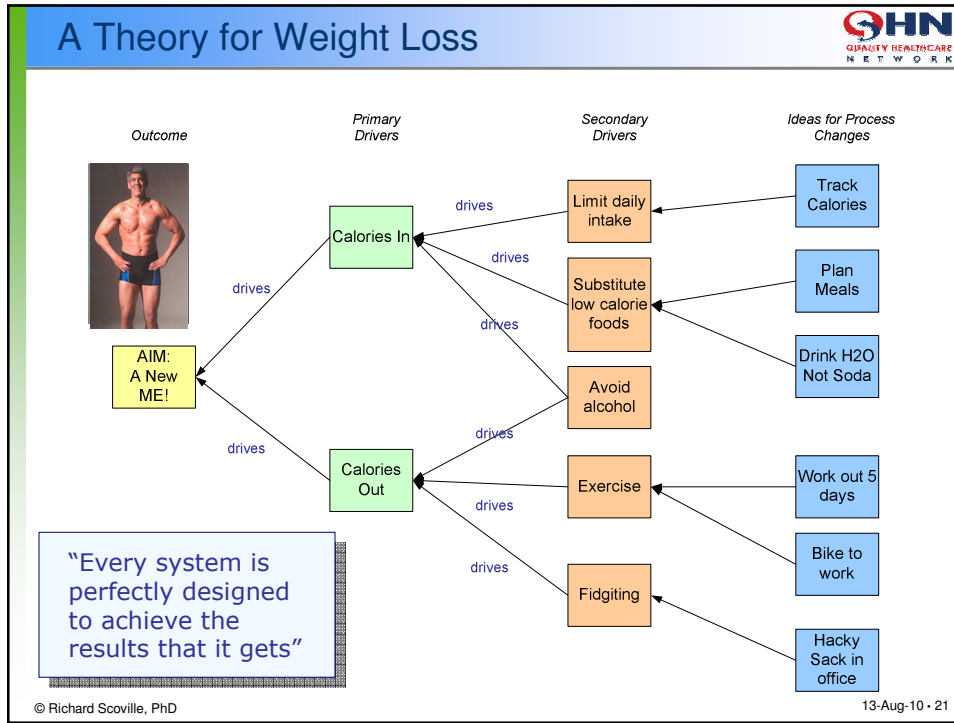 A Theory for Weight Loss
QHN
QUALITY HEALTHCARE
NETWORK
Outcome
Primary
Drivers
Secondary
Drivers
Ideas for Process
Changes
AIM:
A New
ME!
drives
drives
Calories In
Calories
Out
drives
drives
drives
drives
drives
drives
Limit daily
intake
Substitute
low calorie
foods
Avoid
alcohol
Exercise
Fidgiting
Track
Calories
Plan
Meals
Drink H2O
Not Soda
Work out 5
days
Bike to
work
Hacky
Sack in
office
“Every system is
perfectly designed
to achieve the
results that it gets”
© Richard Scoville, PhD
13-Aug-10 • 21